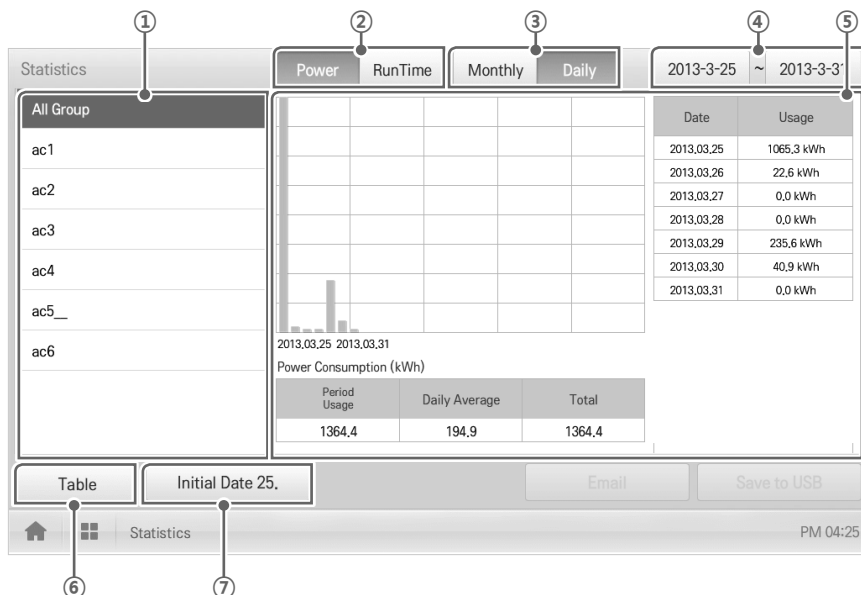 ① ② ③ ④ ⑤
Statistics Power RunTime Monthly Daily 2013-3-25 ~ 2013-3-31
All Group
ac1
ac2
ac3
ac4
ac5__
ac6
2013.03.25 2013.03.31
Power Consumption (kWh)
Period Usage Daily Average Total
1364.4 194.9 1364.4
Date Usage
2013.03.25 1065.3 kWh
2013.03.26 22.6 kWh
2013.03.27 0.0 kWh
2013.03.28 0.0 kWh
2013.03.29 235.6 kWh
2013.03.30 40.9 kWh
2013.03.31 0.0 kWh
Table Initial Date 25. Email Save to USB
Statistics PM 04:25
⑥ ⑦